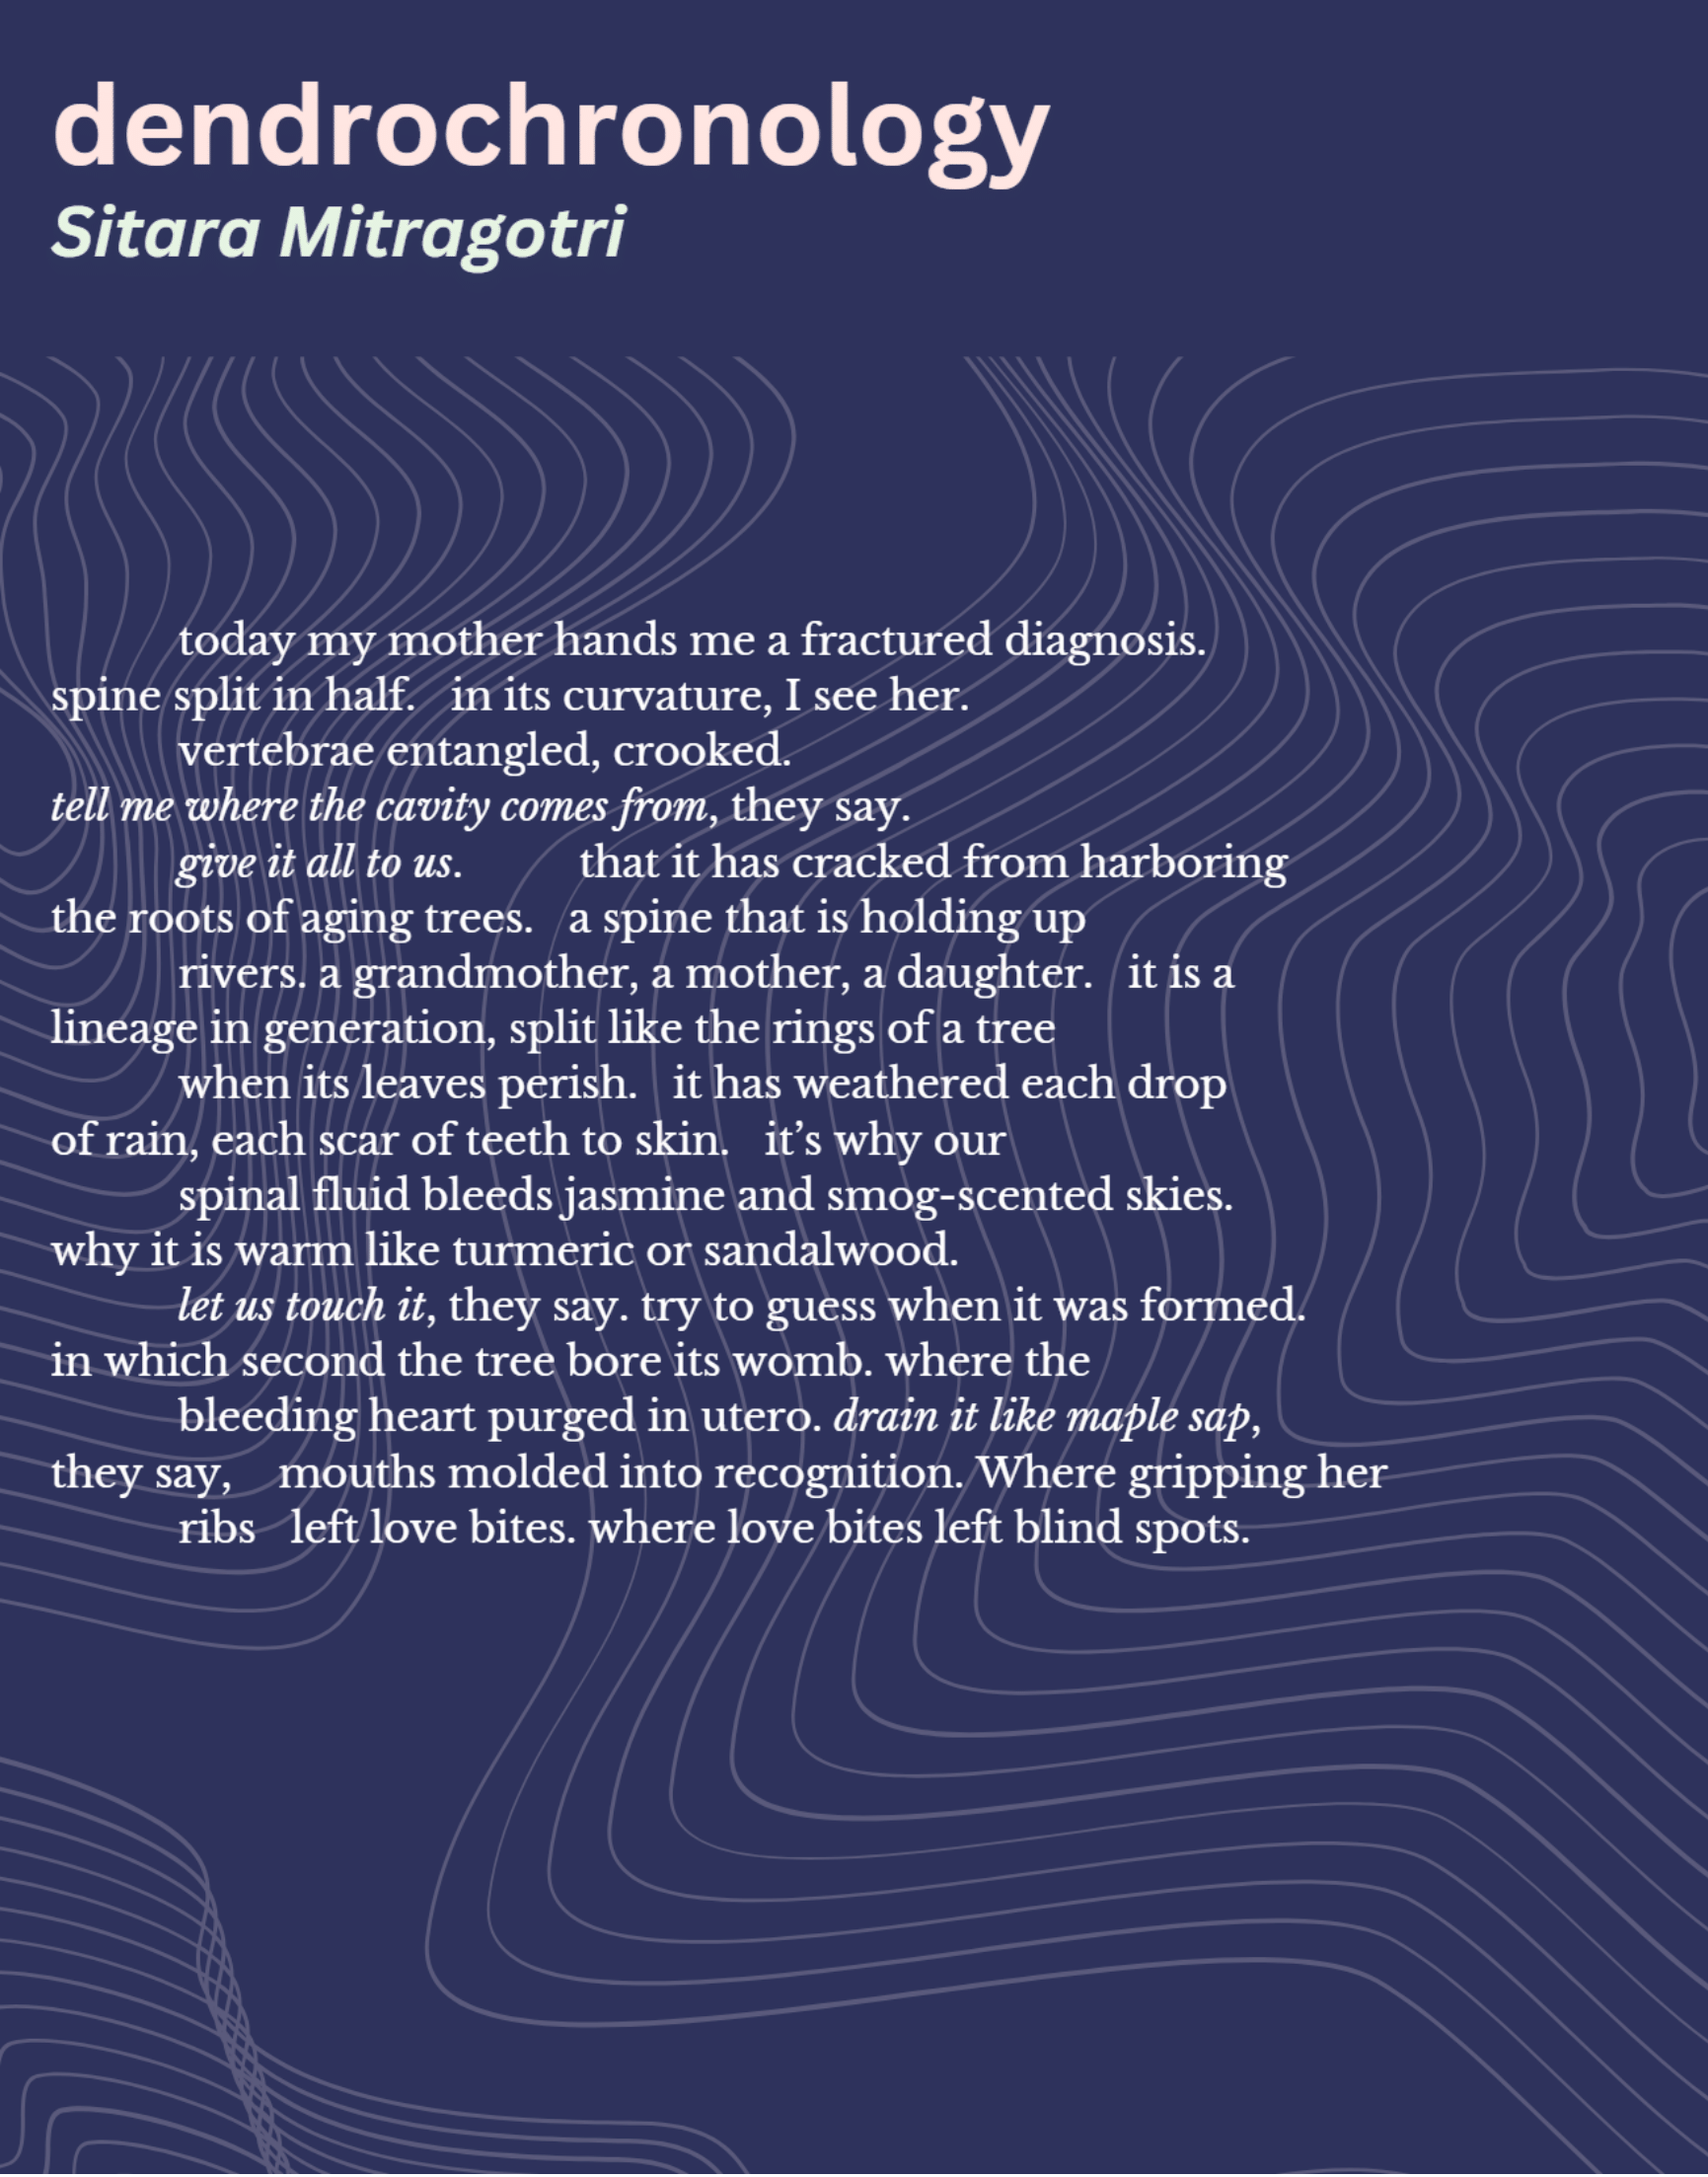 dendrochronology
Sitara Mitragotri
today my mother hands me a fractured diagnosis.
spine split in half. in its curvature, I see her.
vertebrae entangled, crooked.
tell me where the cavity comes from, they say.
give it all to us. that it has cracked from harboring
the roots of aging trees. a spine that is holding up
rivers. a grandmother, a mother, a daughter. it is a
lineage in generation, split like the rings of a tree
when its leaves perish. it has weathered each drop
of rain, each scar of teeth to skin. it’s why our
spinal fluid bleeds jasmine and smog-scented skies.
why it is warm like turmeric or sandalwood.
let us touch it, they say. try to guess when it was formed.
in which second the tree bore its womb. where the
bleeding heart purged in utero. drain it like maple sap,
they say, mouths molded into recognition. Where gripping her
ribs left love bites. where love bites left blind spots.